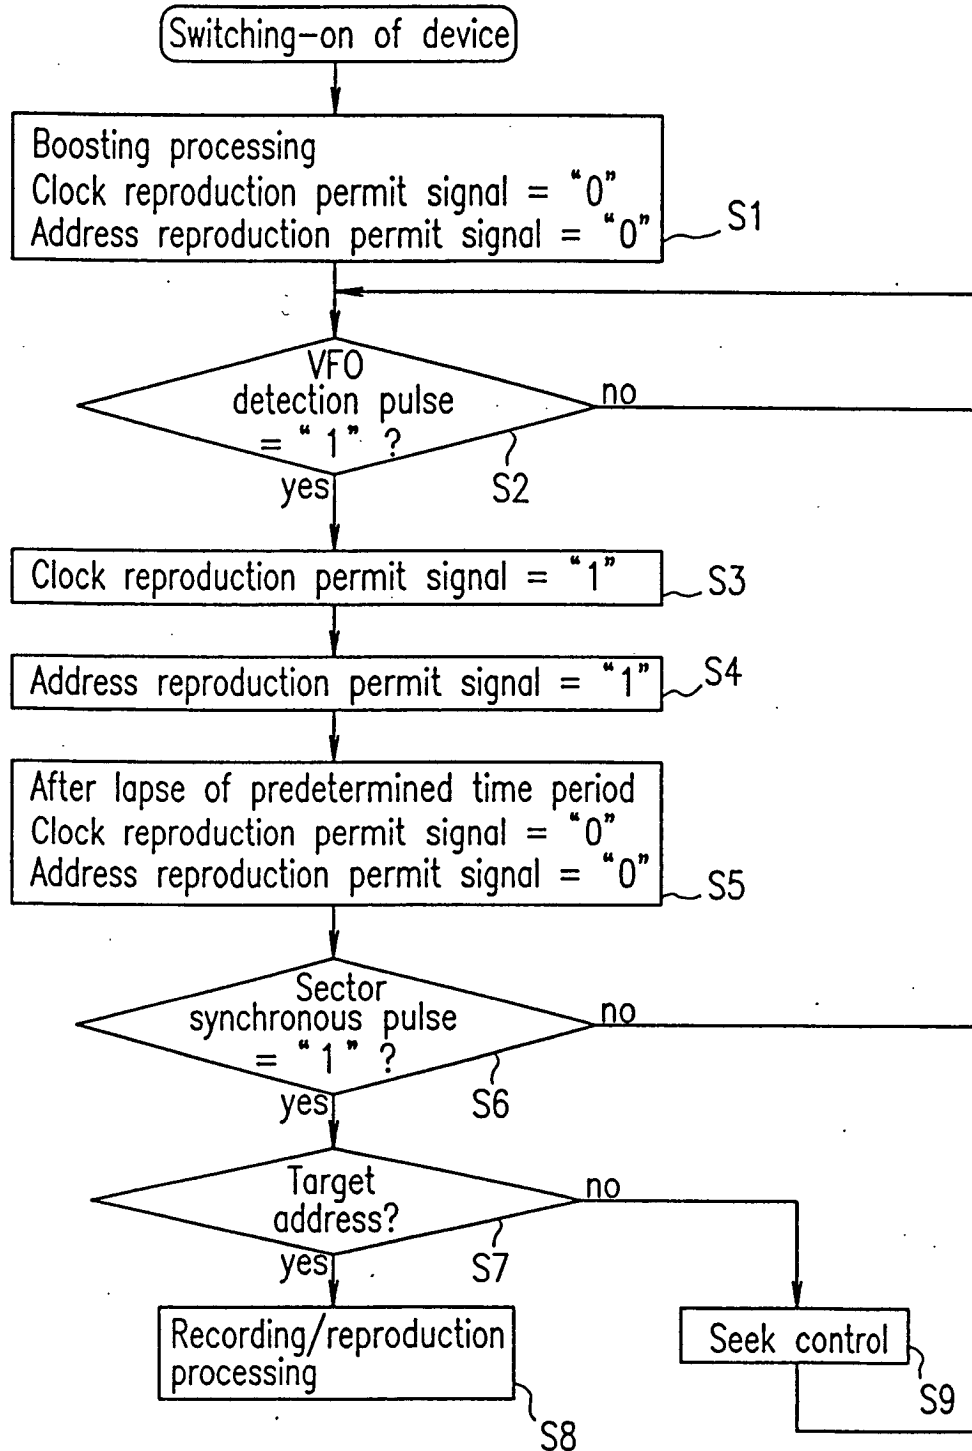 Switching-on of device
Boosting processing
Clock reproduction permit signal = “0”
Address reproduction permit signal = “0”
S1
VFO
detection pulse
= “1” ?
no
S2
yes
Clock reproduction permit signal = “1”
S3
Address reproduction permit signal = “1”
S4
After lapse of predetermined time period
Clock reproduction permit signal = “0”
Address reproduction permit signal = “0”
S5
Sector
synchronous pulse
= “1” ?
no
S6
yes
Target
address?
no
S7
yes
Recording/reproduction
processing
S8
Seek control
S9